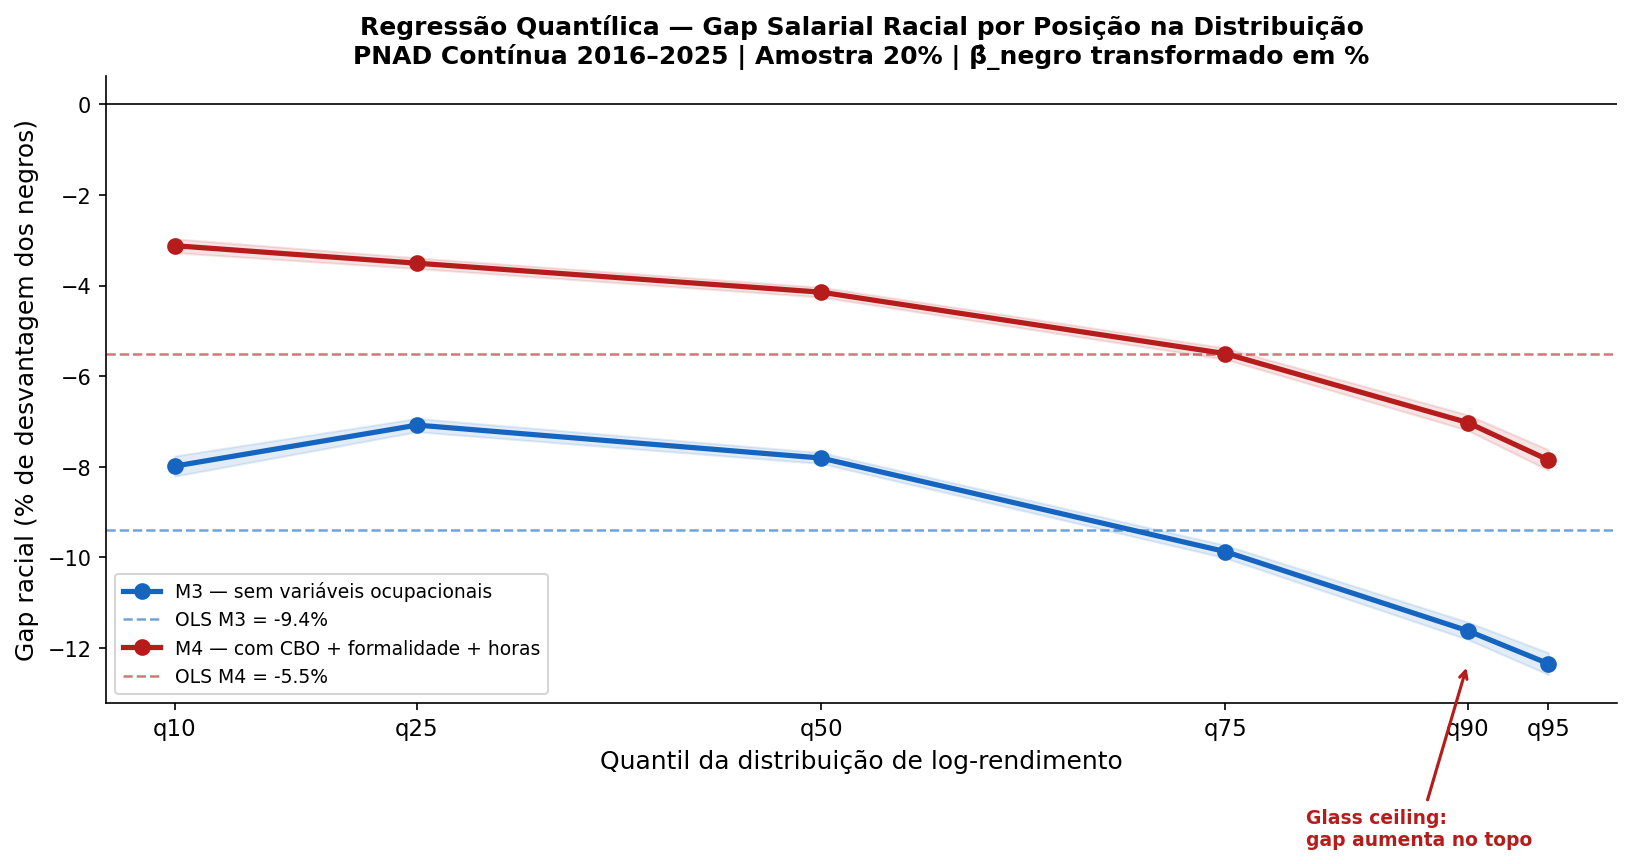 Regressão Quantílica — Gap Salarial Racial por Posição na Distribuição
PNAD Contínua 2016–2025 | Amostra 20% | β̂_negro transformado em %
Gap racial (% de desvantagem dos negros)
0
−2
−4
−6
−8
−10
−12
M3 — sem variáveis ocupacionais
OLS M3 = -9.4%
M4 — com CBO + formalidade + horas
OLS M4 = -5.5%
q10 q25 q50 q75 q90 q95
Quantil da distribuição de log-rendimento
Glass ceiling:
gap aumenta no topo